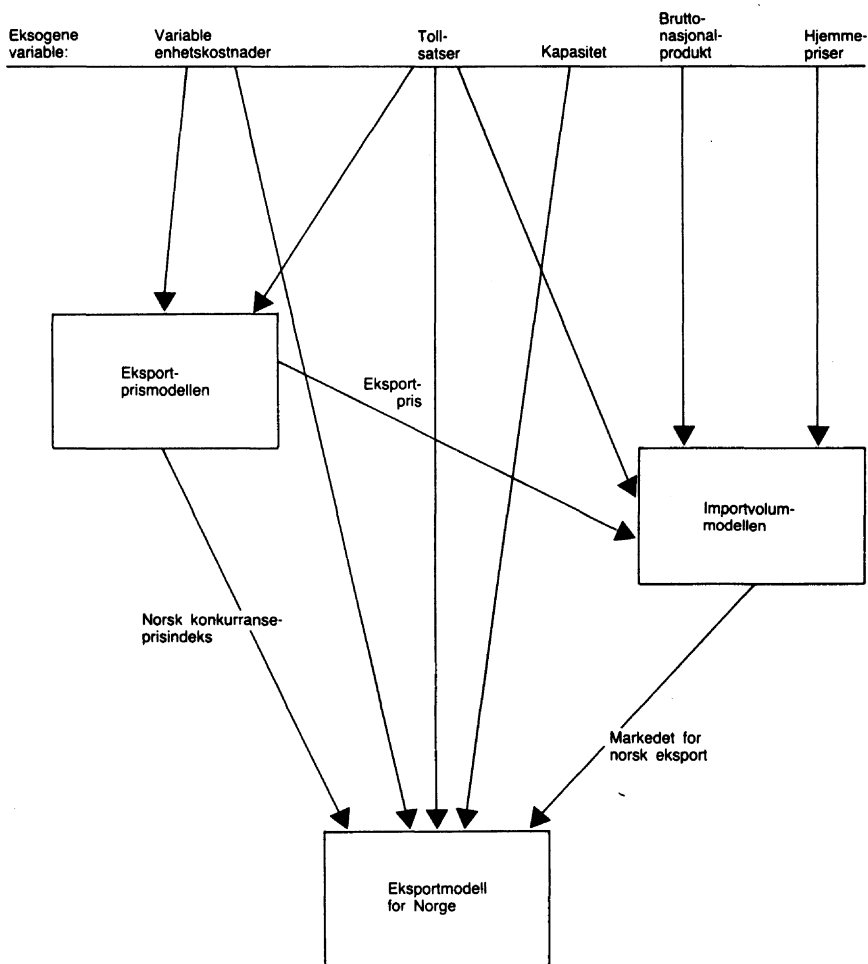 Eksogene
variable:
Variable
enhetskostnader
Toll-
satser
Kapasitet
Brutto-
nasjonal-
produkt
Hjemme-
priser
Eksport-
prismodellen
Eksport-
pris
Importvolum-
modellen
Norsk konkurranse-
prisindeks
Markedet for
norsk eksport
Eksportmodell
for Norge